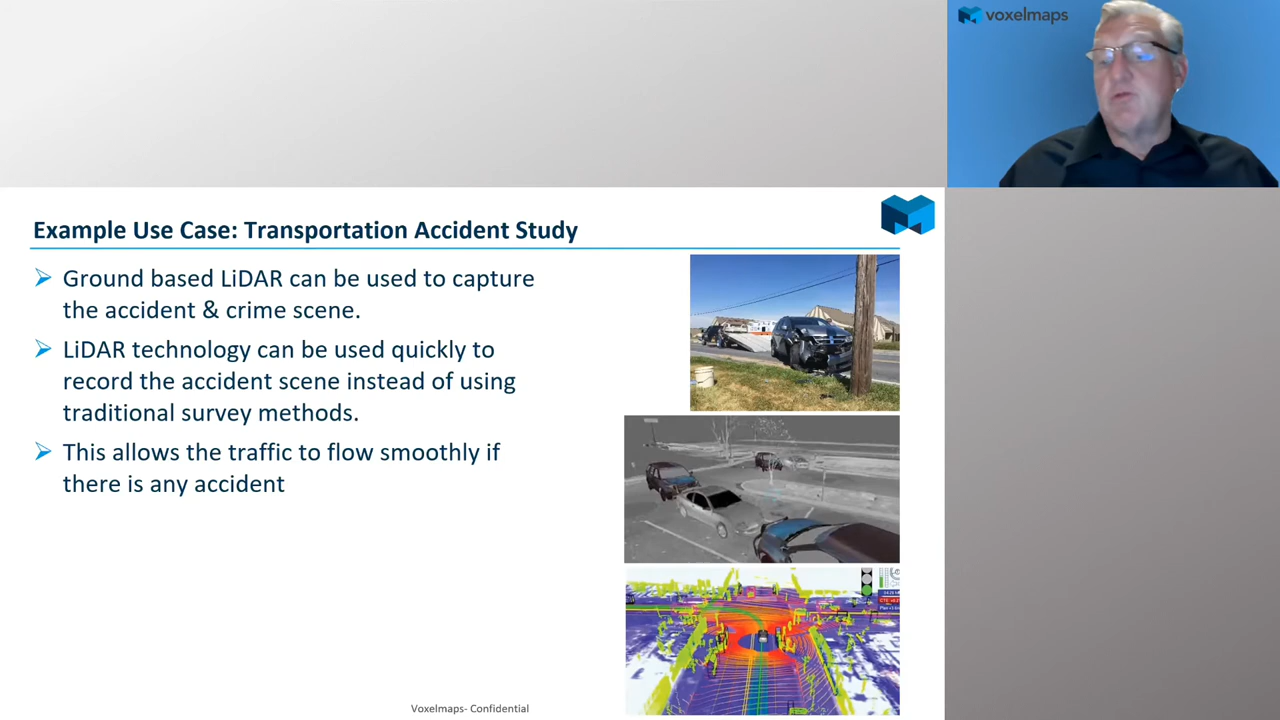 voxelmaps
Example Use Case: Transportation Accident Study
Ground based LiDAR can be used to capture
the accident & crime scene.
LiDAR technology can be used quickly to
record the accident scene instead of using
traditional survey methods.
This allows the traffic to flow smoothly if
there is any accident
Voxelmaps- Confidential